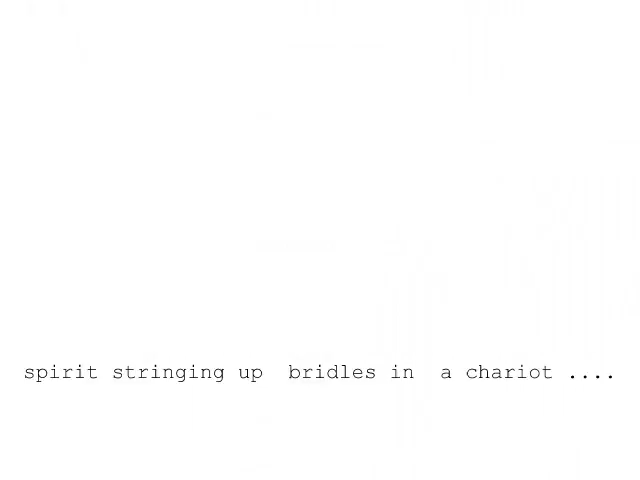 spirit stringing up  bridles in  a chariot ....